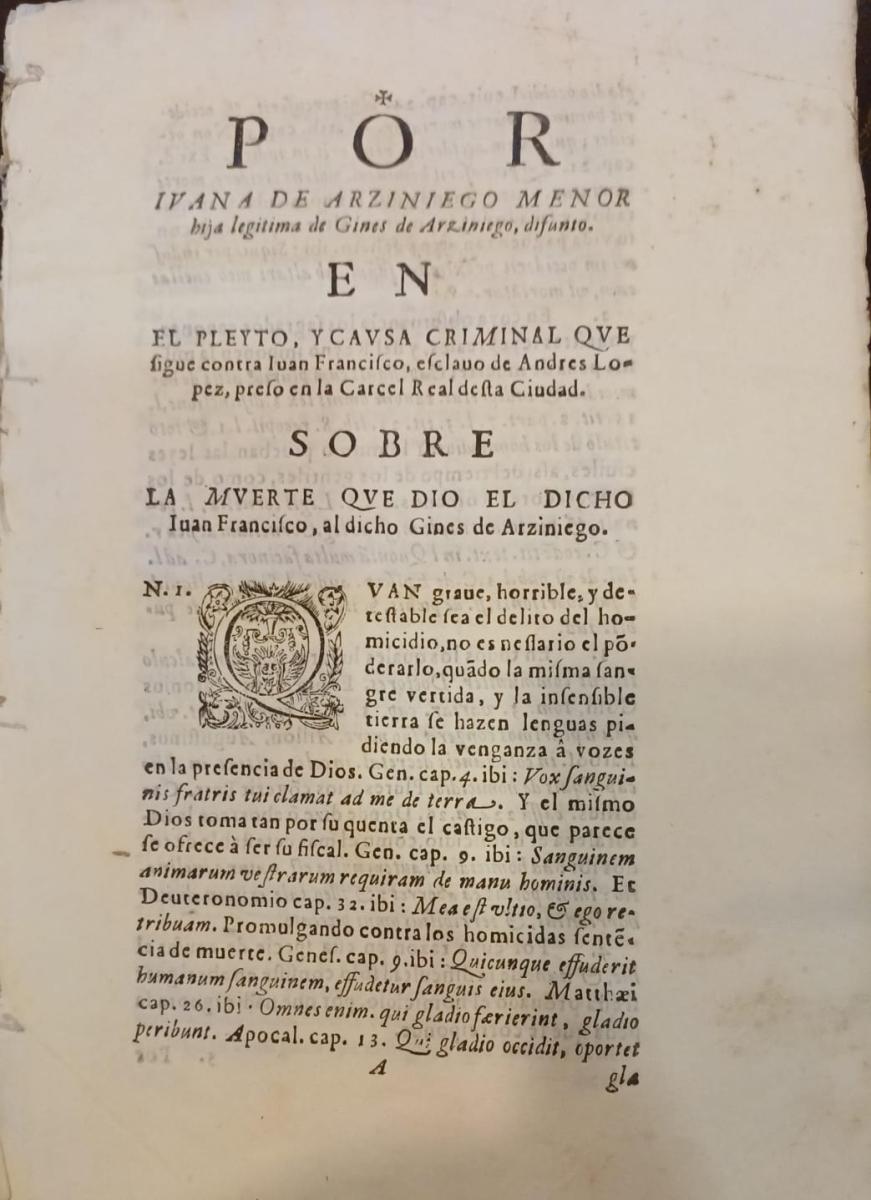 ✠
POR
IVANA DE ARZINIEGO MENOR
hija legitima de Gines de Arziniego, difunto.
EN
EL PLEYTO, Y CAVSA CRIMINAL QVE
ſigue contra Iuan Franciſco, eſclauo de Andres Lo-
pez, preſo en la Carcel Real deſta Ciudad.
SOBRE
LA MVERTE QVE DIO EL DICHO
Iuan Franciſco, al dicho Gines de Arziniego.
N. 1. QVAN graue, horrible, y de-
teſtable ſea el delito del ho-
micidio, no es neſſario el põ-
derarlo, quãdo la miſma ſan-
gre vertida, y la inſenſible
tierra ſe hazen lenguas pi-
diendo la venganza â vozes
en la preſencia de Dios. Gen. cap. 4. ibi: Vox ſangui-
nis fratris tui clamat ad me de terra. Y el miſmo
Dios toma tan por ſu quenta el caſtigo, que parece
ſe ofrece à ſer ſu fiſcal. Gen. cap. 9. ibi: Sanguinem
animarum veſtrarum requiram de manu hominis. Et
Deuteronomio cap. 32. ibi: Mea eſt vltio, & ego re-
tribuam. Promulgando contra los homicidas ſentẽ-
cia de muerte. Geneſ. cap. 9. ibi: Quicunque effuderit
humanum ſanguinem, effudetur ſanguis eius. Matthæi
cap. 26. ibi. Omnes enim. qui gladio færierint, gladio
peribunt. Apocal. cap. 13. Qui gladio occidit, oportet
A
gla